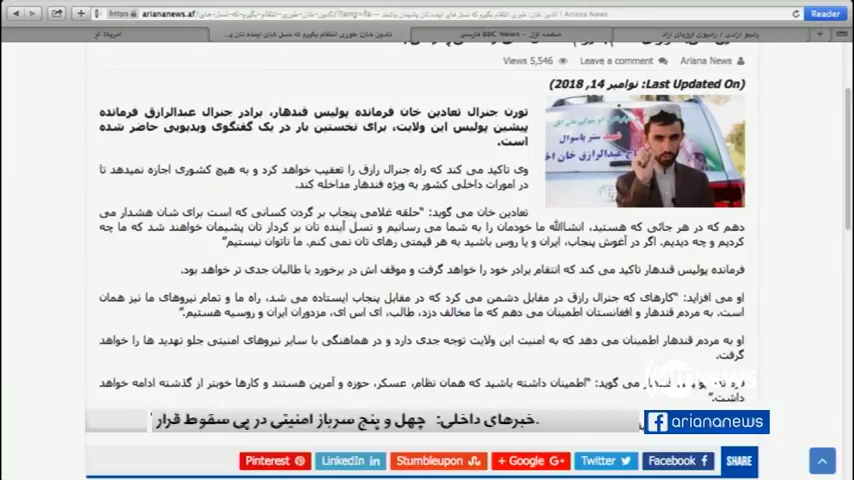 https ariananews.af
Reader
Ariana News
صفحه اول - BBC News فارسی
Ariana News
Leave a comment
Views 5,546
(Last Updated On: نوامبر 14, 2018)
تورن جنرال تعادین خان فرمانده پولیس قندهار، برادر جنرال عبدالرازق فرمانده
پیشین پولیس این ولایت، برای نخستین بار در یک گفتگوی ویدیویی حاضر شده
است.
وی تاکید می کند که راه جنرال رازق را تعقیب خواهد کرد و به هیچ کشوری اجازه نمیدهد تا
در امورات داخلی کشور به ویژه قندهار مداخله کند.
تعادین خان می گوید: "حلقه غلامی پنجاب بر گردن کسانی که است برای شان هشدار می
دهم که در هر جائی که هستید، انشاالله ما خودمان را به شما می رسانیم و نسل آینده تان بر کردار تان پشیمان خواهند شد که ما چه
کردیم و چه دیدیم. اگر در آغوش پنجاب، ایران و یا روس باشید به هر قیمتی رهای تان نمی کنم. ما ناتوان نیستیم"
فرمانده پولیس قندهار تاکید می کند که انتقام برادر خود را خواهد گرفت و موقف اش در برخورد با طالبان جدی تر خواهد بود.
او می افزاید: "کارهای که جنرال رازق در مقابل دشمن می کرد که در مقابل پنجاب ایستاده می شد، راه ما و تمام نیروهای ما نیز همان
است. به مردم قندهار و افغانستان اطمینان می دهم که ما مخالف دزد، طالب، ای اس ای، مزدوران ایران و روسیه هستیم."
او به مردم قندهار اطمینان می دهد که به امنیت این ولایت توجه جدی دارد و در هماهنگی با سایر نیروهای امنیتی جلو تهدید ها را خواهد
گرفت.
می گوید: "اطمینان داشته باشید که همان نظام، عسکر، حوزه و آمرین هستند و کارها خوبتر از گذشته ادامه خواهد
داشت."
خبرهای داخلی: چهل و پنج سرباز امنیتی در پی سقوط قرار
ariananews
SHARE
Facebook
Twitter
Google +
Stumbleupon
LinkedIn
Pinterest